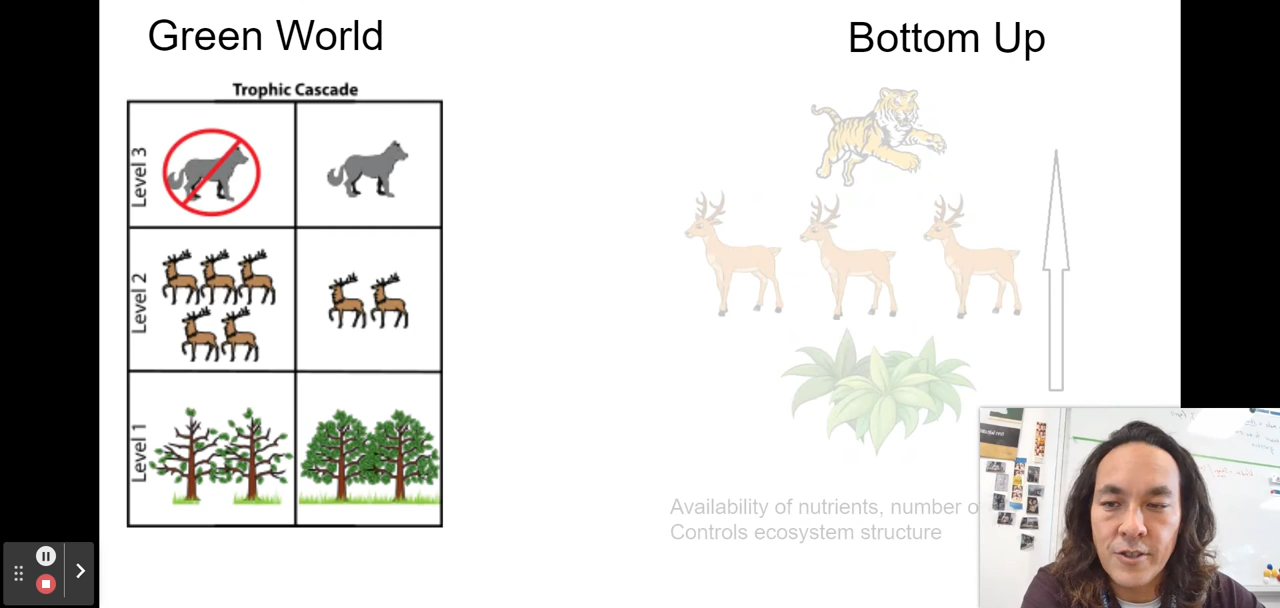 Green World
Bottom Up
Trophic Cascade
Level 3
Level 2
Level 1
Availability of nutrients, number o
Controls ecosystem structure